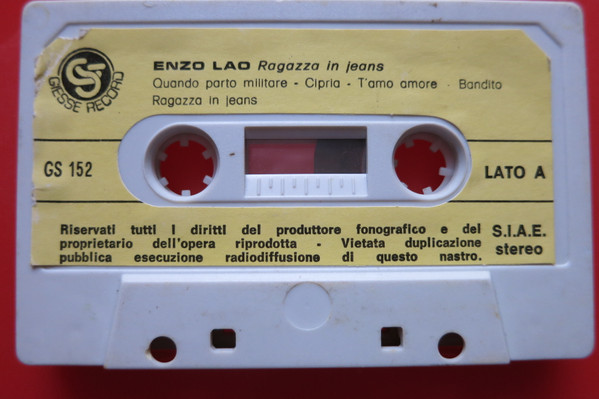 GS
GIESSE RECORD
ENZO LAO Ragazza in jeans
Quando parto militare - Cipria - T'amo amore - Bandito
Ragazza in jeans
GS 152
LATO A
Riservati tutti i diritti del produttore fonografico e del
proprietario dell'opera riprodotta - Vietata duplicazione
pubblica esecuzione radiodiffusione di questo nastro.
S.I.A.E.
stereo